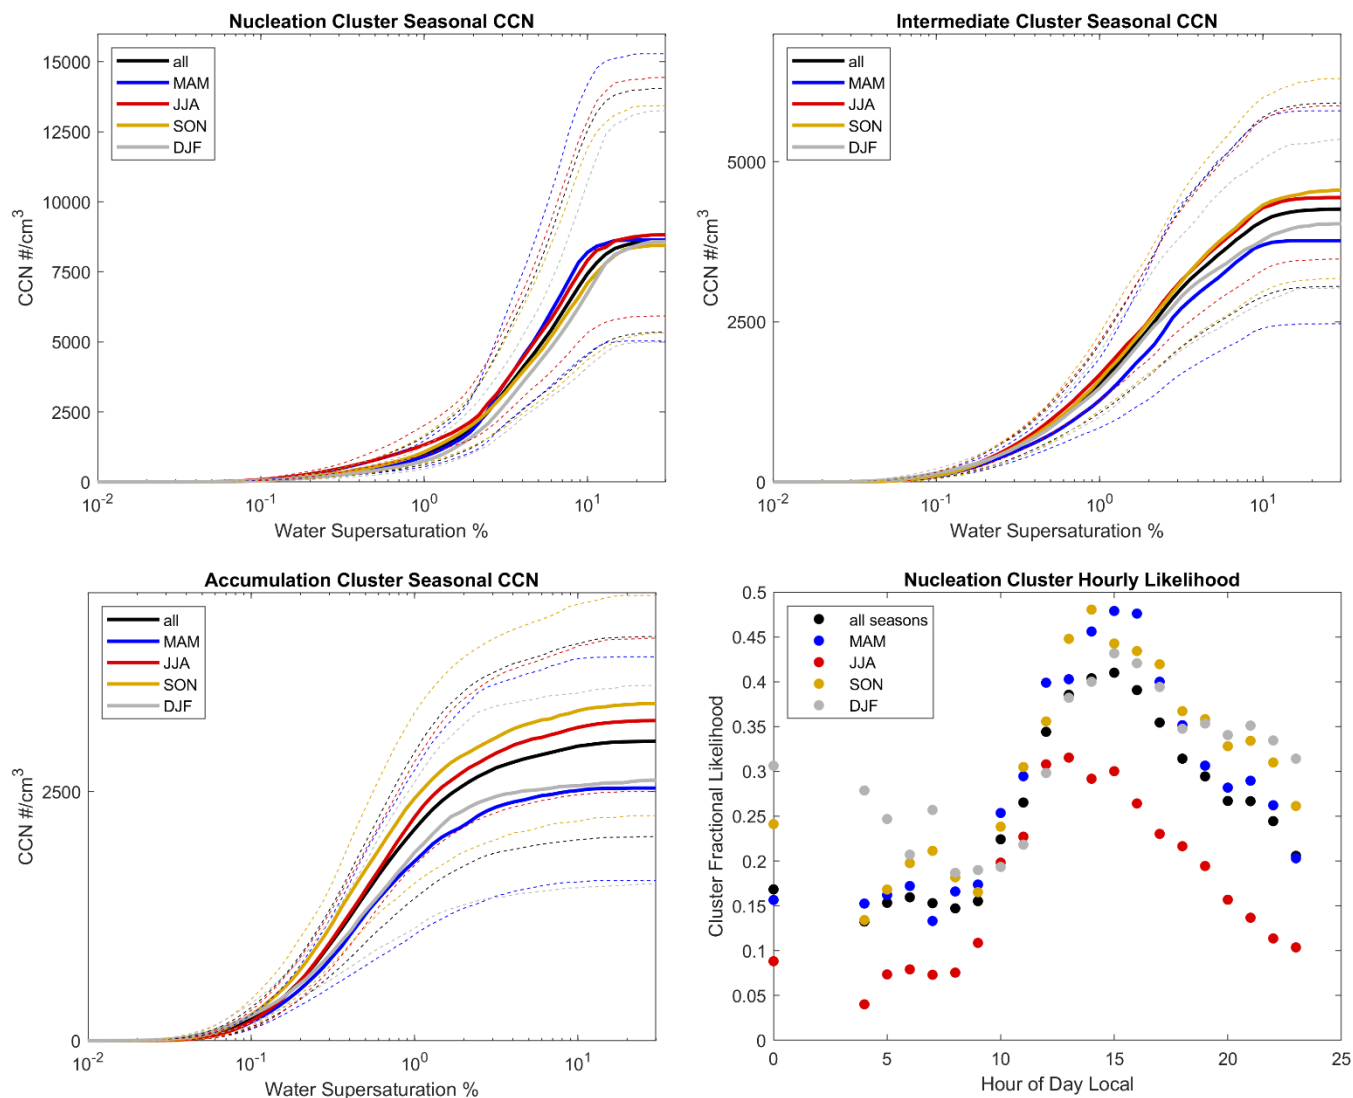 Nucleation Cluster Seasonal CCN
15000
12500
10000
7500
5000
2500
0
CCN #/cm³
all
MAM
JJA
SON
DJF
10⁻²
10⁻¹
10⁰
10¹
Water Supersaturation %
Intermediate Cluster Seasonal CCN
5000
2500
0
CCN #/cm³
all
MAM
JJA
SON
DJF
10⁻²
10⁻¹
10⁰
10¹
Water Supersaturation %
Accumulation Cluster Seasonal CCN
2500
0
CCN #/cm³
all
MAM
JJA
SON
DJF
10⁻²
10⁻¹
10⁰
10¹
Water Supersaturation %
Nucleation Cluster Hourly Likelihood
0.5
0.45
0.4
0.35
0.3
0.25
0.2
0.15
0.1
0.05
0
Cluster Fractional Likelihood
all seasons
MAM
JJA
SON
DJF
0
5
10
15
20
25
Hour of Day Local